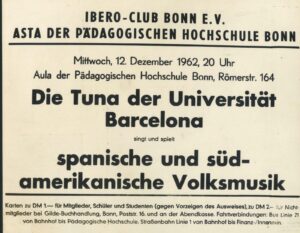 IBERO-CLUB BONN E.V.
ASTA DER PÄDAGOGISCHEN HOCHSCHULE BONN
Mittwoch, 12. Dezember 1962, 20 Uhr
Aula der Pädagogischen Hochschule Bonn, Römerstr. 164
Die Tuna der Universität
Barcelona
singt und spielt
spanische und süd-
amerikanische Volksmusik
Karten zu DM 1.— für Mitglieder, Schüler und Studenten (gegen Vorzeigen des Ausweises), zu DM 2.— für Nicht
mitglieder bei Gilde-Buchhandlung, Bonn, Poststr. 16 und an der Abendkasse. Fahrtverbindungen: Bus Linie 21
von Bahnhof bis Pädagogische Hochschule. Straßenbahn Linie 1 von Bahnhof bis